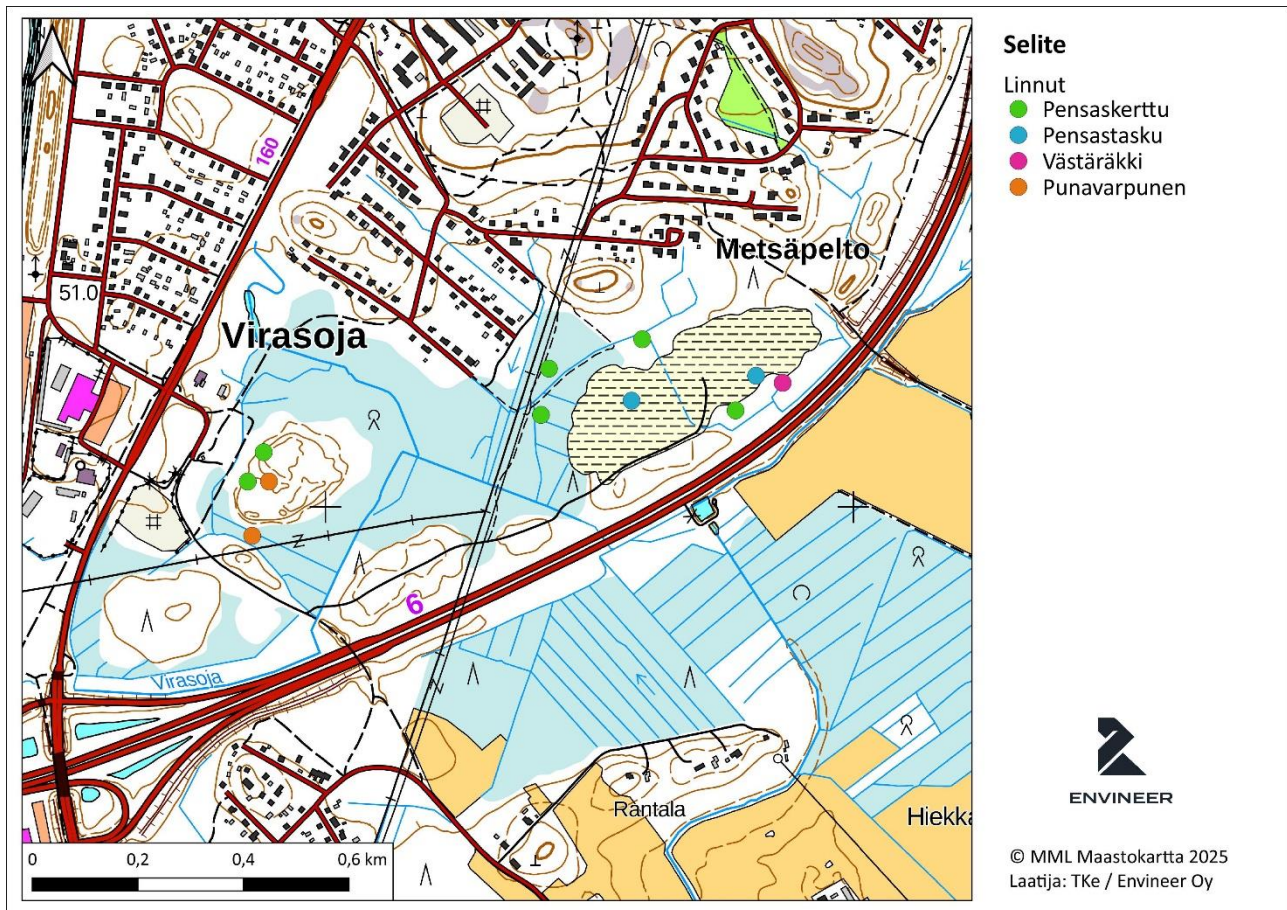 160
51.0
Virasoja
Metsäpelto
6
Virasoja
Rantala
Hiekka
0 0,2 0,4 0,6 km
Selite
Linnut
Pensaskerttu
Pensastasku
Västäräkki
Punavarpunen
ENVINEER
© MML Maastokartta 2025
Laatija: TKe / Envineer Oy